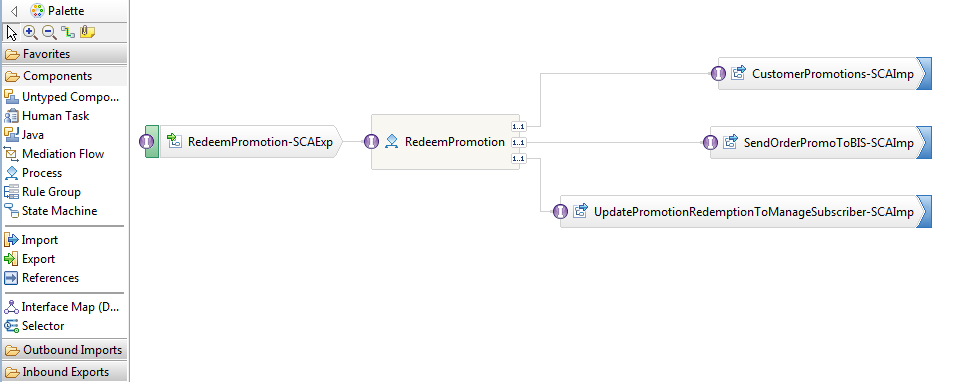 Palette
Favorites
Components
Untyped Compo...
Human Task
Java
Mediation Flow
Process
Rule Group
State Machine
Import
Export
References
Interface Map (D...
Selector
Outbound Imports
Inbound Exports
RedeemPromotion-SCAExp
RedeemPromotion
1..1
1..1
1..1
CustomerPromotions-SCAImp
SendOrderPromoToBIS-SCAImp
UpdatePromotionRedemptionToManageSubscriber-SCAImp